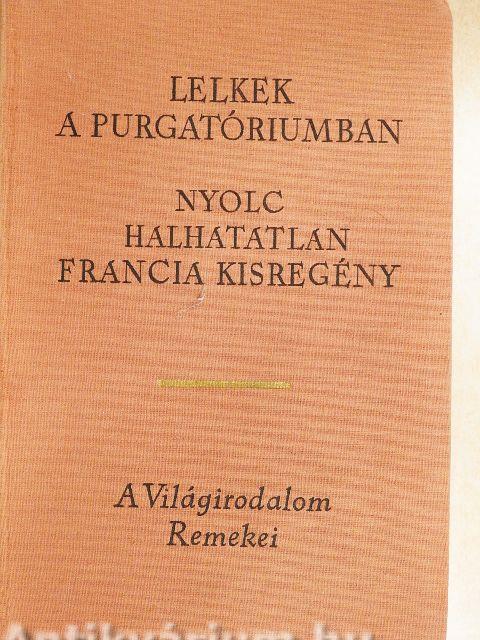 LELKEK
A PURGATÓRIUMBAN
NYOLC
HALHATATLAN
FRANCIA KISREGÉNY
A Világirodalom
Remekei